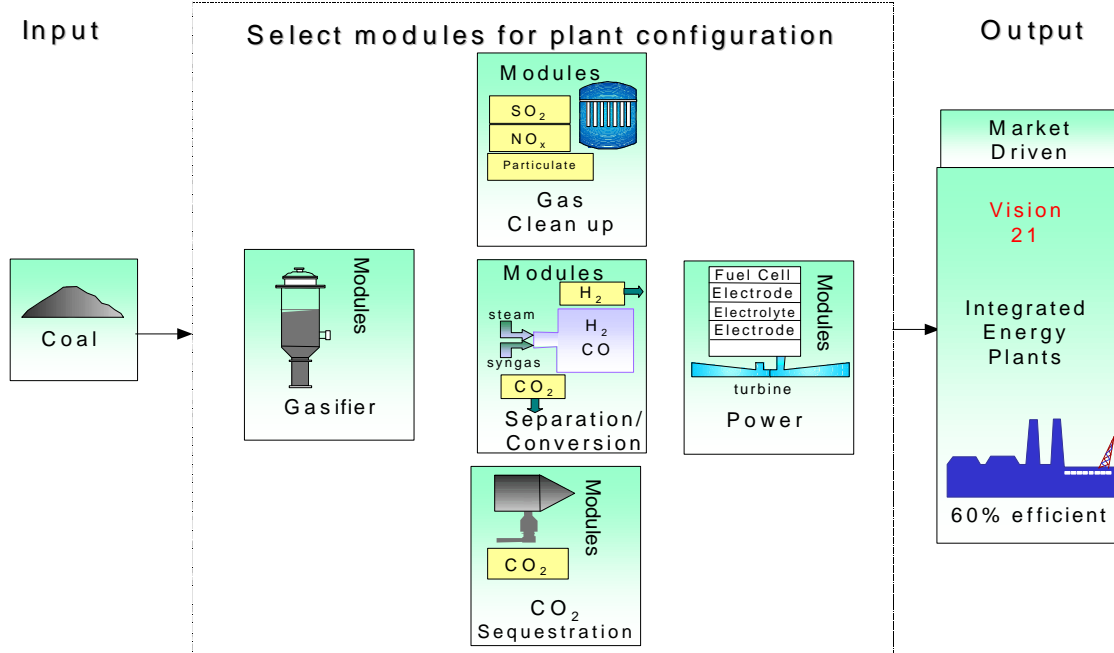 Input
Select modules for plant configuration
Output
Coal
Modules
Gasifier
Modules
SO₂
NOₓ
Particulate
Gas
Clean up
Modules
H₂
steam
syngas
H₂
CO
CO₂
Separation/
Conversion
Modules
CO₂
CO₂
Sequestration
Fuel Cell
Electrode
Electrolyte
Electrode
Modules
turbine
Power
Market
Driven
Vision
21
Integrated
Energy
Plants
60% efficient